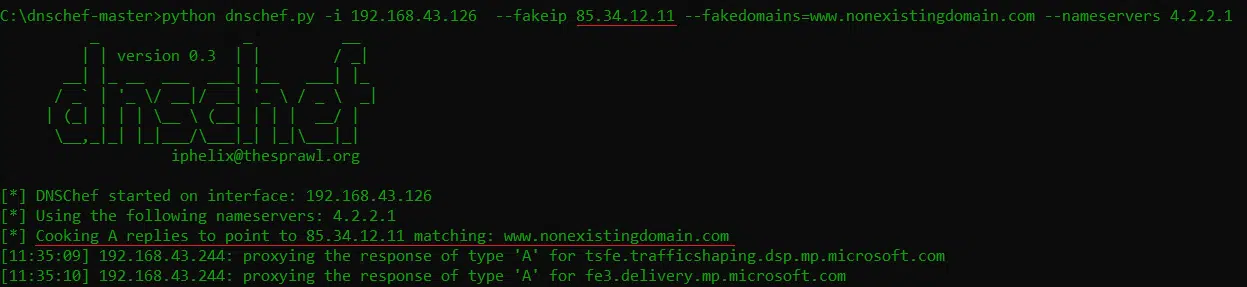 C:\dnschef-master>python dnschef.py -i 192.168.43.126  --fakeip 85.34.12.11 --fakedomains=www.nonexistingdomain.com --nameservers 4.2.2.1
version 0.3
dnschef
iphelix@thesprawl.org
[*] DNSChef started on interface: 192.168.43.126
[*] Using the following nameservers: 4.2.2.1
[*] Cooking A replies to point to 85.34.12.11 matching: www.nonexistingdomain.com
[11:35:09] 192.168.43.244: proxying the response of type 'A' for tsfe.trafficshaping.dsp.mp.microsoft.com
[11:35:10] 192.168.43.244: proxying the response of type 'A' for fe3.delivery.mp.microsoft.com